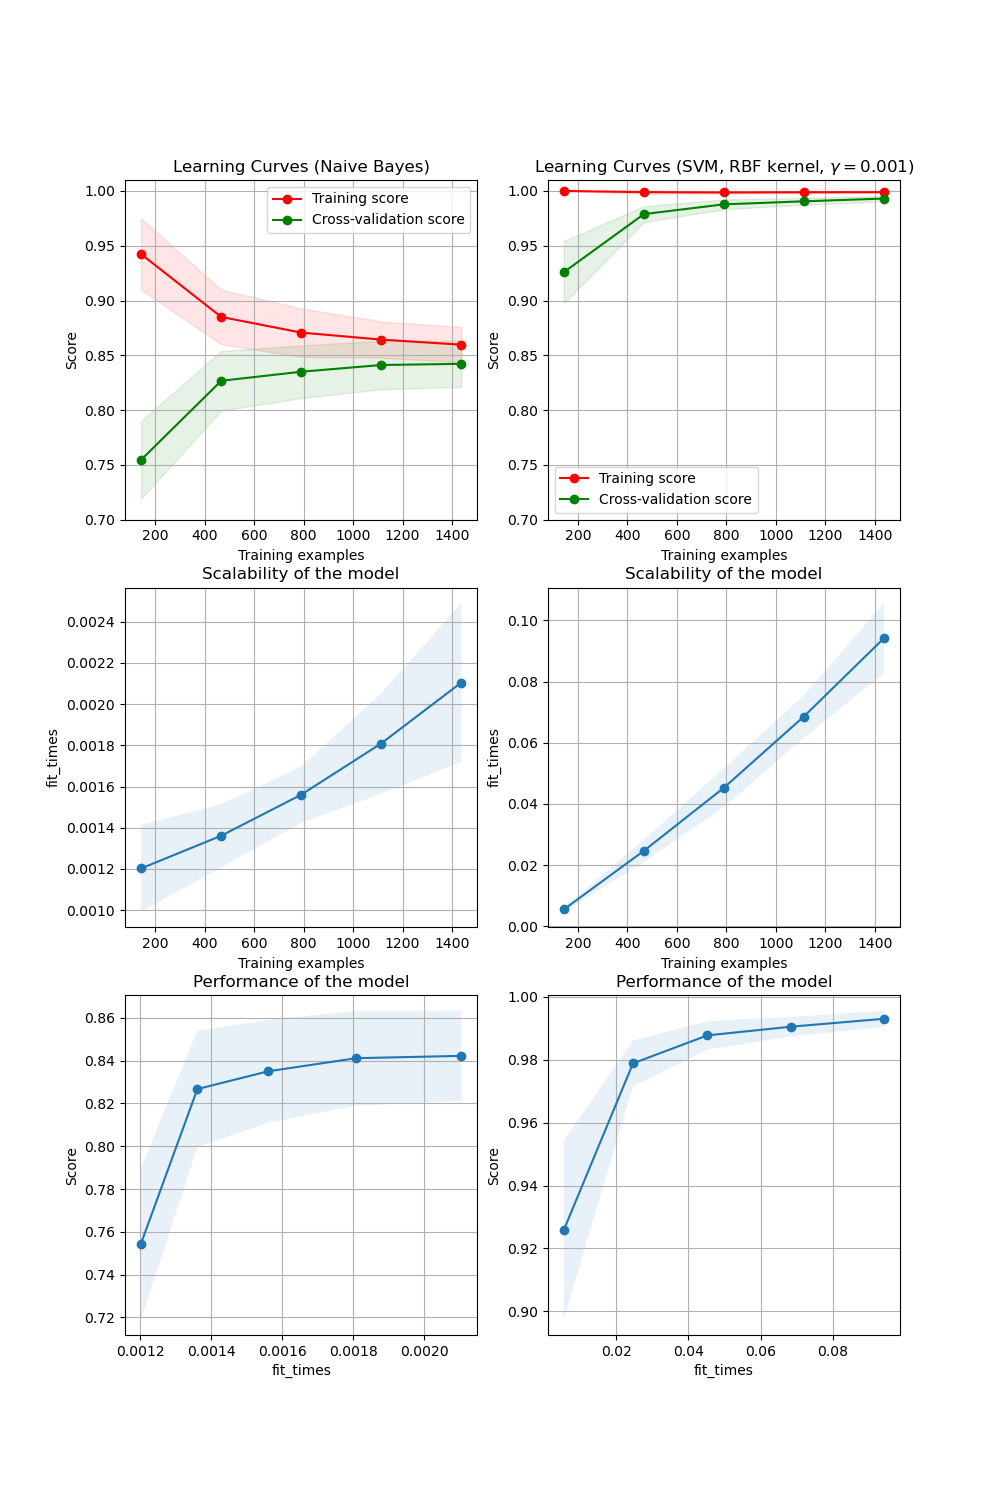 Learning Curves (Naive Bayes)
1.00
0.95
0.90
0.85
0.80
0.75
0.70
Score
Training score
Cross-validation score
200 400 600 800 1000 1200 1400
Training examples
Learning Curves (SVM, RBF kernel, γ = 0.001)
1.00
0.95
0.90
0.85
0.80
0.75
0.70
Score
Training score
Cross-validation score
200 400 600 800 1000 1200 1400
Training examples
Scalability of the model
0.0024
0.0022
0.0020
0.0018
0.0016
0.0014
0.0012
0.0010
fit_times
200 400 600 800 1000 1200 1400
Training examples
Scalability of the model
0.10
0.08
0.06
0.04
0.02
0.00
fit_times
200 400 600 800 1000 1200 1400
Training examples
Performance of the model
0.86
0.84
0.82
0.80
0.78
0.76
0.74
0.72
Score
0.0012 0.0014 0.0016 0.0018 0.0020
fit_times
Performance of the model
1.00
0.98
0.96
0.94
0.92
0.90
Score
0.02 0.04 0.06 0.08
fit_times